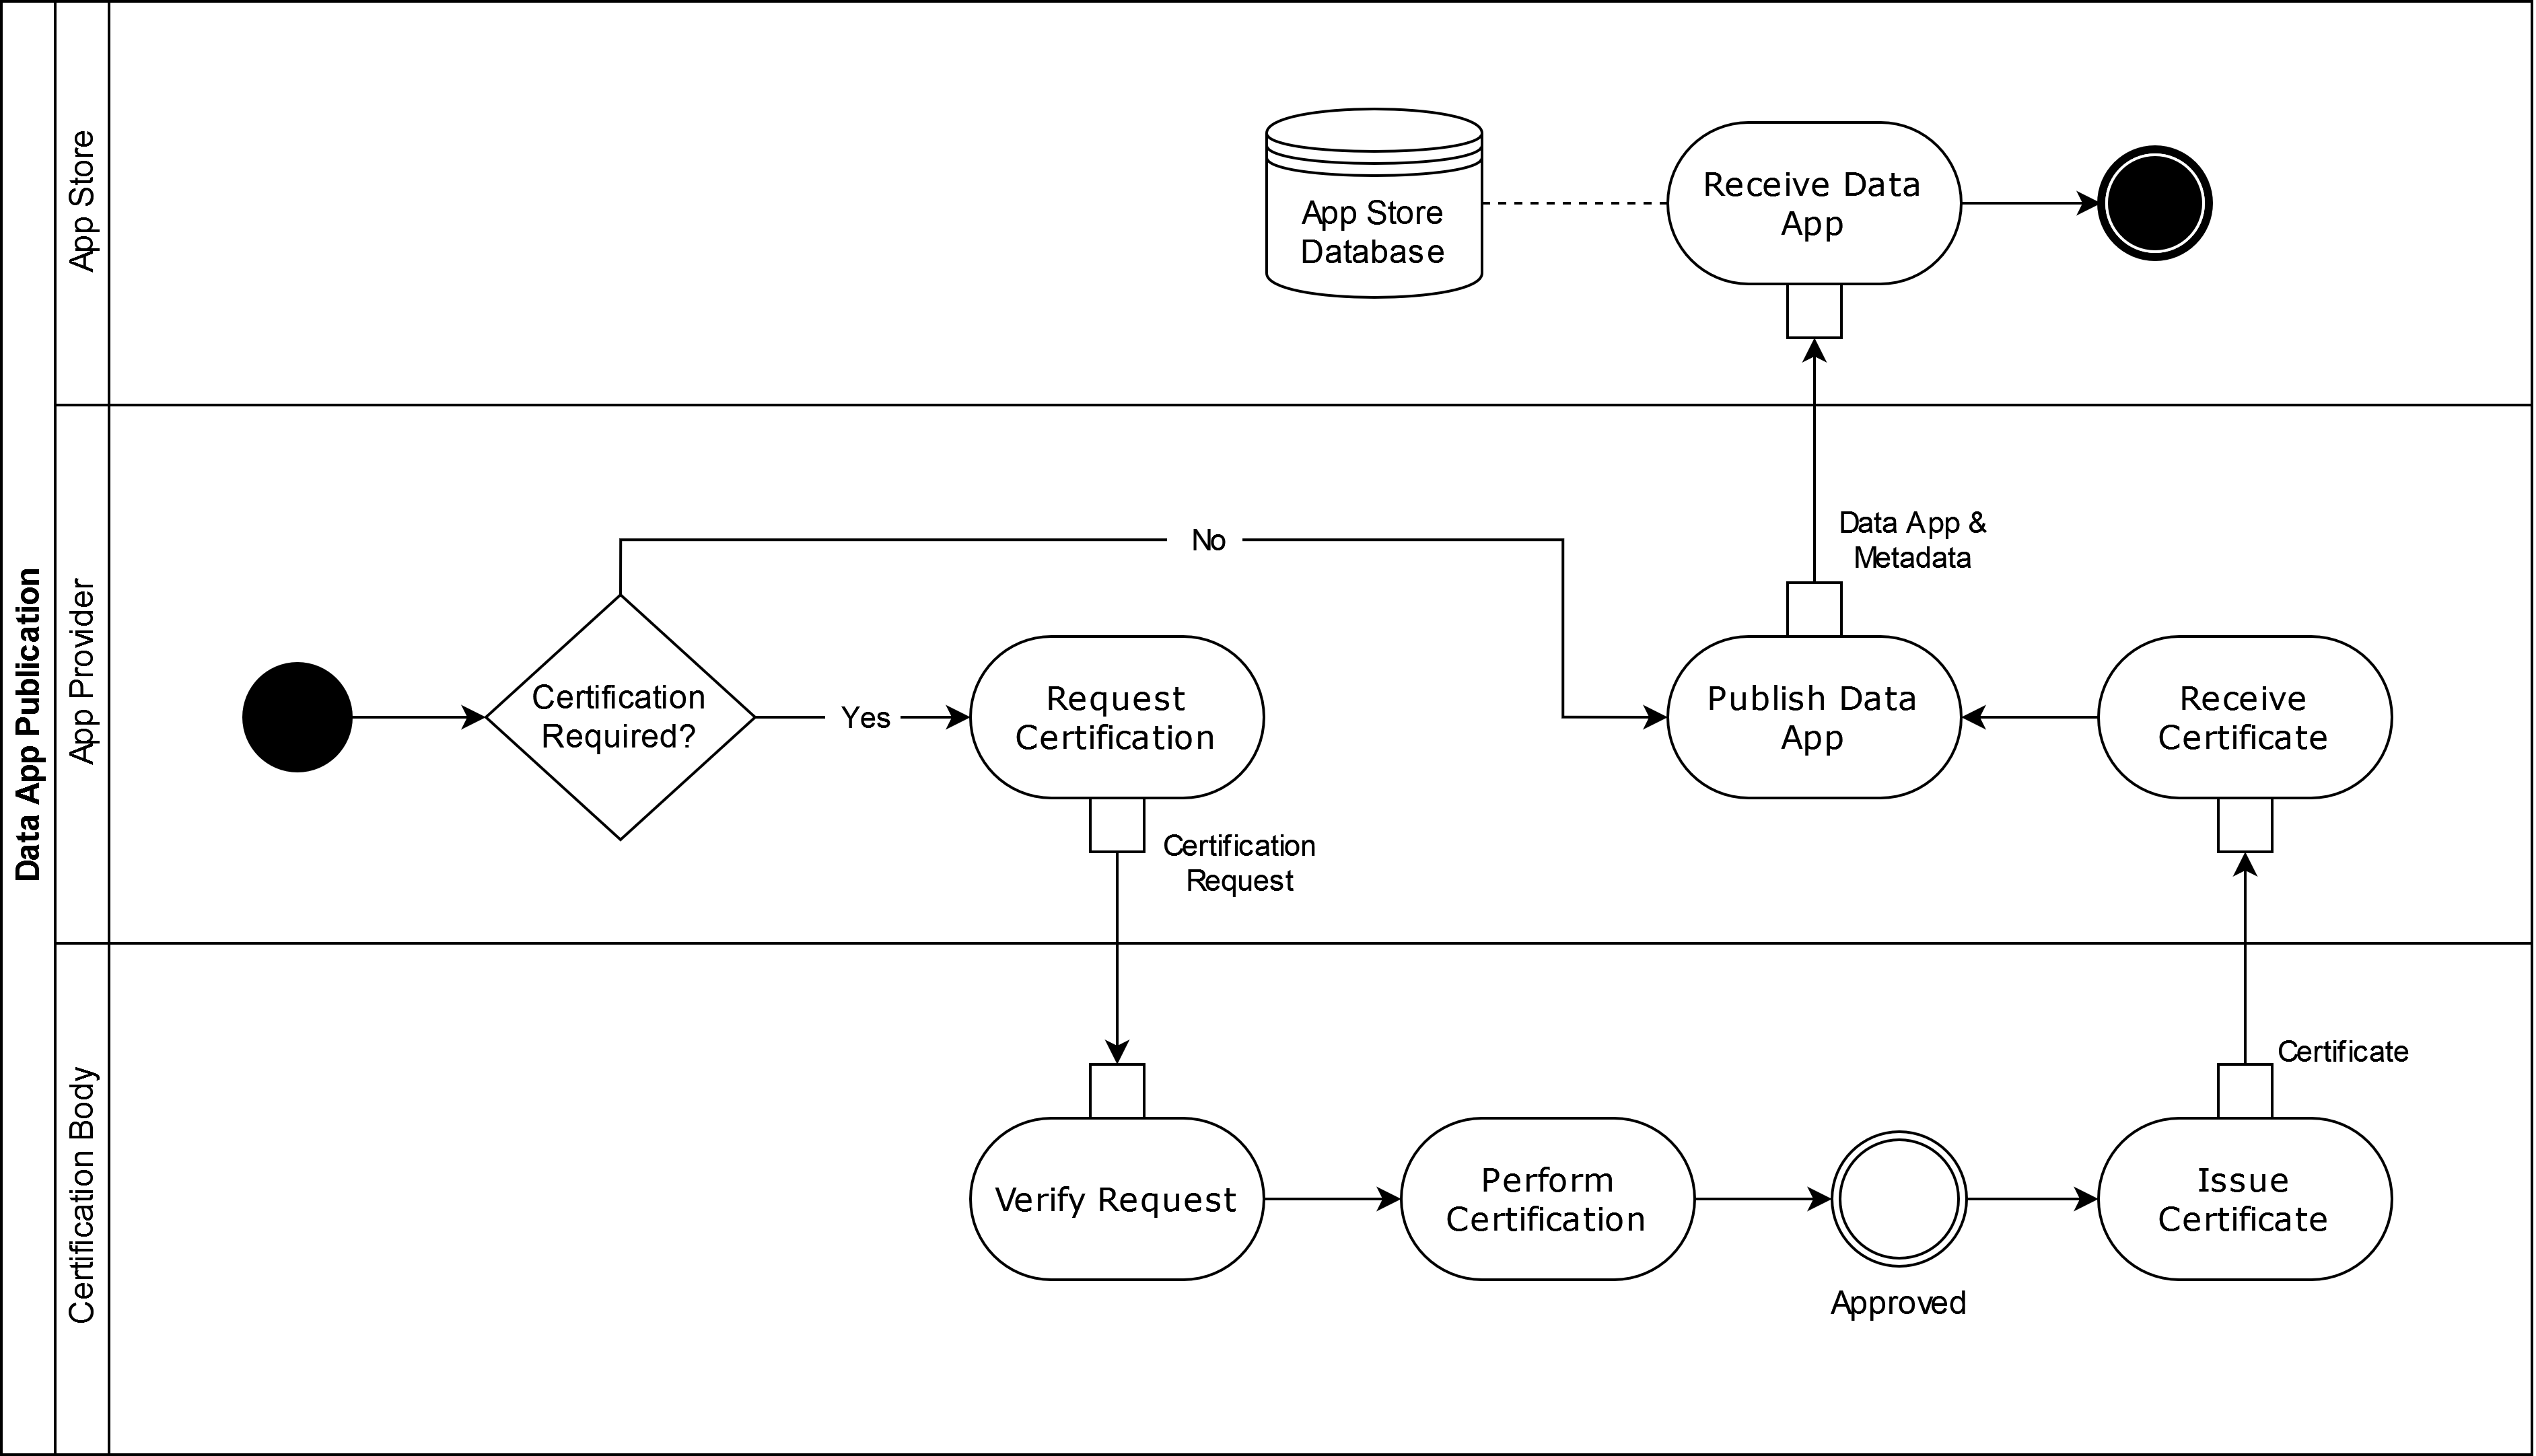 Data App Publication
App Store
App Store
Database
Receive Data
App
App Provider
Certification
Required?
Yes
No
Request
Certification
Certification
Request
Data App &
Metadata
Publish Data
App
Receive
Certificate
Certification Body
Verify Request
Perform
Certification
Approved
Issue
Certificate
Certificate